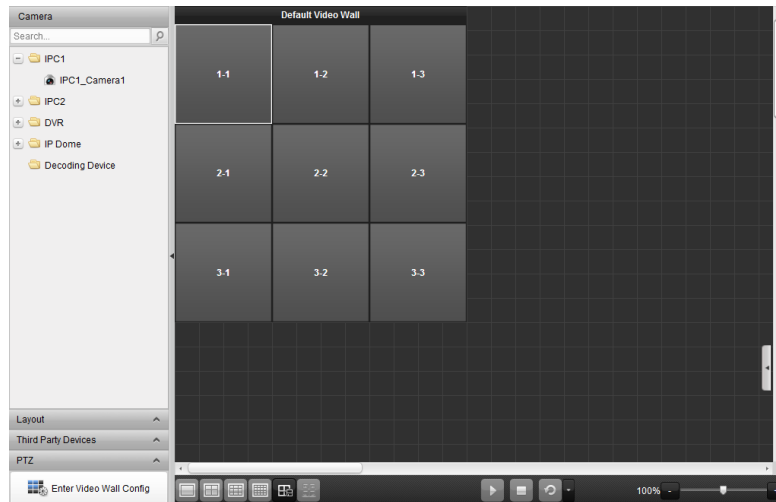 Camera
Default Video Wall
Search...
IPC1
IPC1_Camera1
IPC2
DVR
IP Dome
Decoding Device
1-1 1-2 1-3
2-1 2-2 2-3
3-1 3-2 3-3
Layout
Third Party Devices
PTZ
Enter Video Wall Config
100%